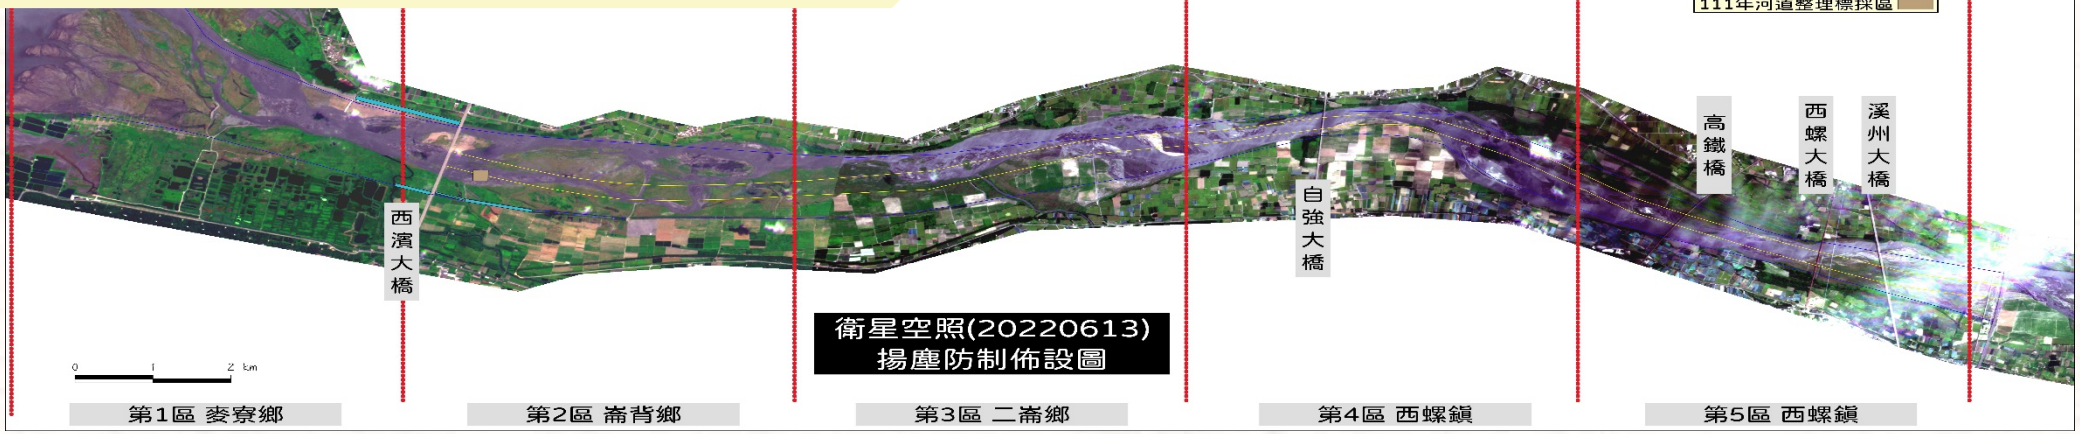 111年河道整理標採區
高鐵橋
西螺大橋
溪州大橋
自強大橋
西濱大橋
衛星空照(20220613)
揚塵防制佈設圖
0 1 2 km
第1區 麥寮鄉
第2區 崙背鄉
第3區 二崙鄉
第4區 西螺鎮
第5區 西螺鎮